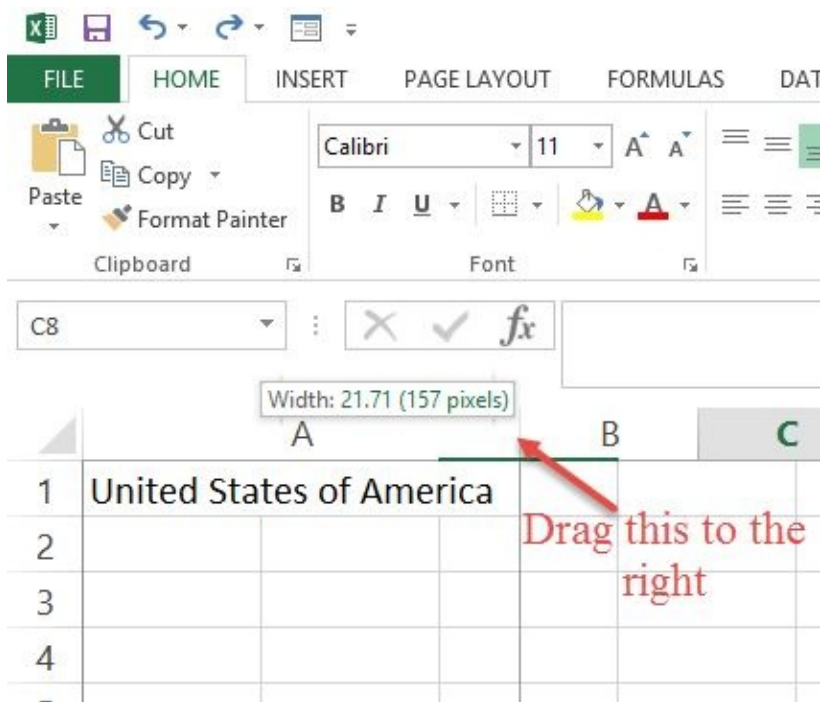 FILE HOME INSERT PAGE LAYOUT FORMULAS DAT
Cut
Copy
Paste
Format Painter
Clipboard
Calibri 11 A A
B I U A
Font
C8 fx
Width: 21.71 (157 pixels)
A B C
1 United States of America
2
3
4
Drag this to the
right